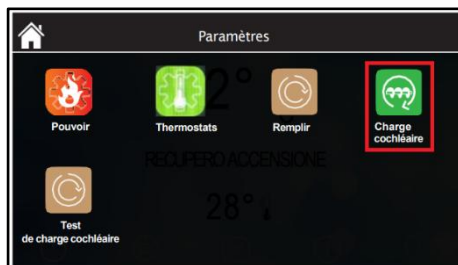 Paramètres
2°
Pouvoir
Thermostats
Remplir
Charge
cochléaire
RECUPERO ACCENSIONE
28°
Test
de charge cochléaire